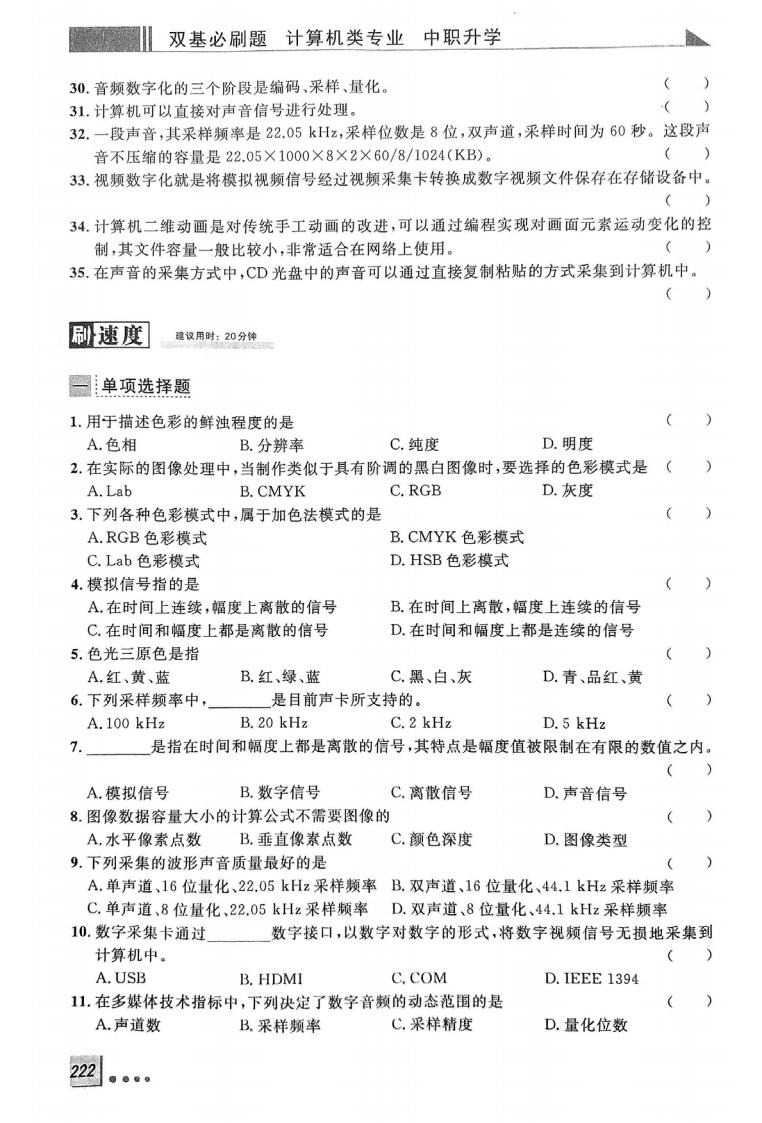 双基必刷题 计算机类专业 中职升学
30. 音频数字化的三个阶段是编码、采样、量化。 ( )
31. 计算机可以直接对声音信号进行处理。 ( )
32. 一段声音,其采样频率是 22.05 kHz,采样位数是 8 位,双声道,采样时间为 60 秒。这段声
音不压缩的容量是 22.05×1000×8×2×60/8/1024(KB)。 ( )
33. 视频数字化就是将模拟视频信号经过视频采集卡转换成数字视频文件保存在存储设备中。
( )
34. 计算机二维动画是对传统手工动画的改进,可以通过编程实现对画面元素运动变化的控
制,其文件容量一般比较小,非常适合在网络上使用。 ( )
35. 在声音的采集方式中,CD 光盘中的声音可以通过直接复制粘贴的方式采集到计算机中。
( )
刷速度 建议用时: 20分钟
一 单项选择题
1. 用于描述色彩的鲜浊程度的是 ( )
A. 色相 B. 分辨率 C. 纯度 D. 明度
2. 在实际的图像处理中,当制作类似于具有阶调的黑白图像时,要选择的色彩模式是 ( )
A. Lab B. CMYK C. RGB D. 灰度
3. 下列各种色彩模式中,属于加色法模式的是 ( )
A. RGB 色彩模式 B. CMYK 色彩模式
C. Lab 色彩模式 D. HSB 色彩模式
4. 模拟信号指的是 ( )
A. 在时间上连续,幅度上离散的信号 B. 在时间上离散,幅度上连续的信号
C. 在时间和幅度上都是离散的信号 D. 在时间和幅度上都是连续的信号
5. 色光三原色是指 ( )
A. 红、黄、蓝 B. 红、绿、蓝 C. 黑、白、灰 D. 青、品红、黄
6. 下列采样频率中,______是目前声卡所支持的。 ( )
A. 100 kHz B. 20 kHz C. 2 kHz D. 5 kHz
7. ______是指在时间和幅度上都是离散的信号,其特点是幅度值被限制在有限的数值之内。
( )
A. 模拟信号 B. 数字信号 C. 离散信号 D. 声音信号
8. 图像数据容量大小的计算公式不需要图像的 ( )
A. 水平像素点数 B. 垂直像素点数 C. 颜色深度 D. 图像类型
9. 下列采集的波形声音质量最好的是 ( )
A. 单声道、16 位量化、22.05 kHz 采样频率 B. 双声道、16 位量化、44.1 kHz 采样频率
C. 单声道、8 位量化、22.05 kHz 采样频率 D. 双声道、8 位量化、44.1 kHz 采样频率
10. 数字采集卡通过______数字接口,以数字对数字的形式,将数字视频信号无损地采集到
计算机中。 ( )
A. USB B. HDMI C. COM D. IEEE 1394
11. 在多媒体技术指标中,下列决定了数字音频的动态范围的是 ( )
A. 声道数 B. 采样频率 C. 采样精度 D. 量化位数
222